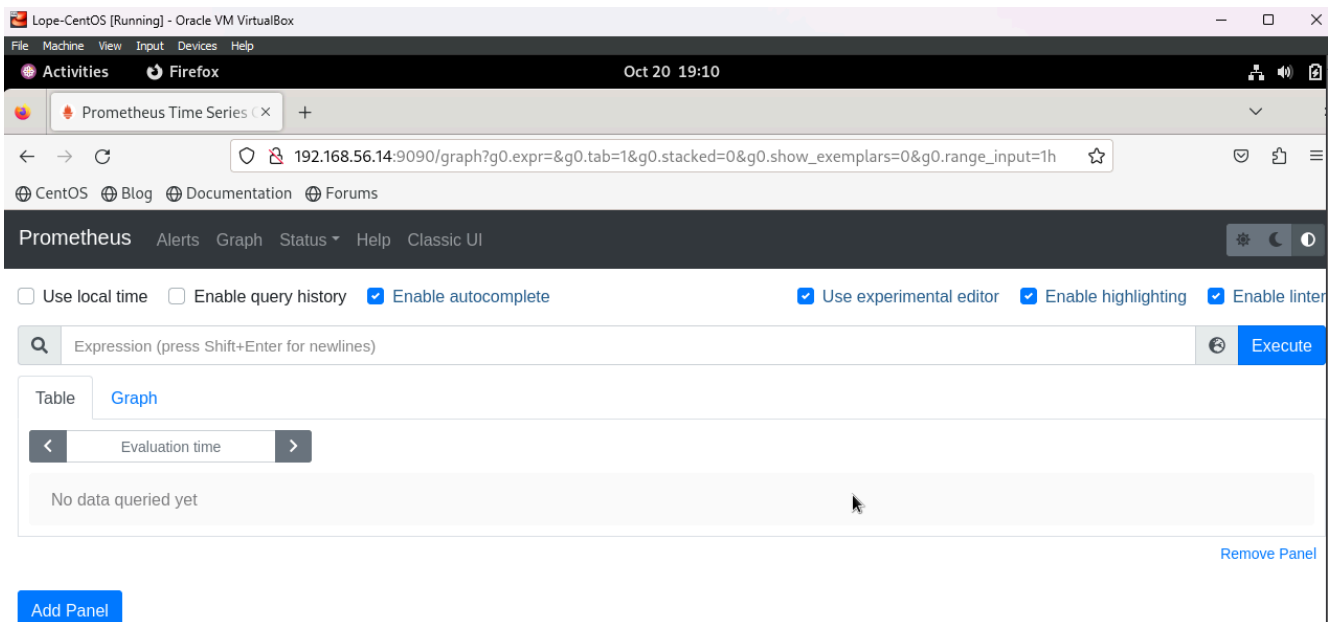 Lope-CentOS [Running] - Oracle VM VirtualBox
File Machine View Input Devices Help
Activities Firefox Oct 20 19:10
Prometheus Time Series
192.168.56.14:9090/graph?g0.expr=&g0.tab=1&g0.stacked=0&g0.show_exemplars=0&g0.range_input=1h
CentOS Blog Documentation Forums
Prometheus Alerts Graph Status Help Classic UI
Use local time Enable query history Enable autocomplete Use experimental editor Enable highlighting Enable linter
Expression (press Shift+Enter for newlines) Execute
Table Graph
Evaluation time
No data queried yet
Remove Panel
Add Panel